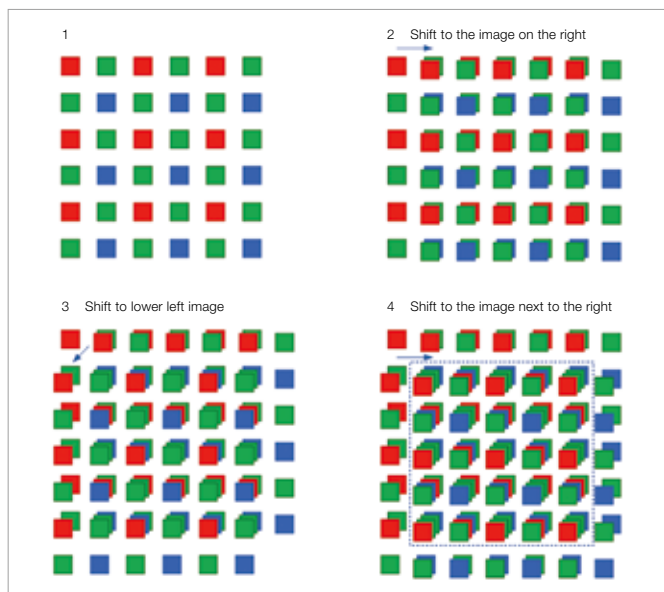 1
2 Shift to the image on the right
3 Shift to lower left image
4 Shift to the image next to the right